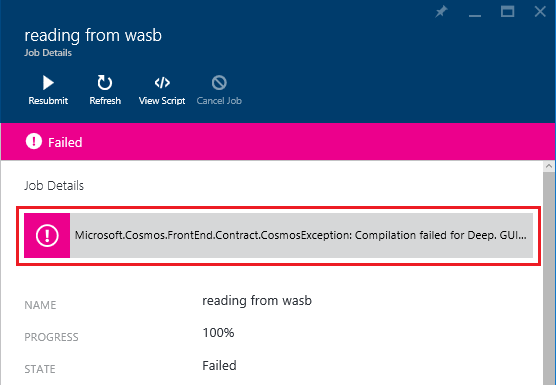 reading from wasb
Job Details
Resubmit Refresh View Script Cancel Job
Failed
Job Details
Microsoft.Cosmos.FrontEnd.Contract.CosmosException: Compilation failed for Deep. GUI...
NAME reading from wasb
PROGRESS 100%
STATE Failed